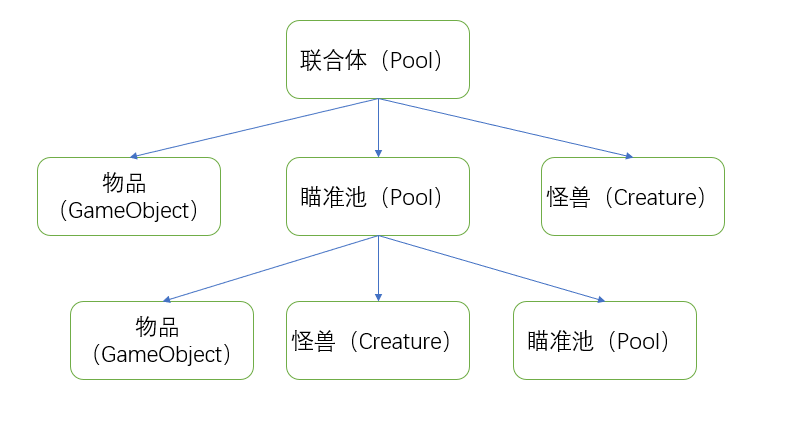 联合体（Pool）
物品
（GameObject）
瞄准池（Pool）
怪兽（Creature）
物品
（GameObject）
怪兽（Creature）
瞄准池（Pool）